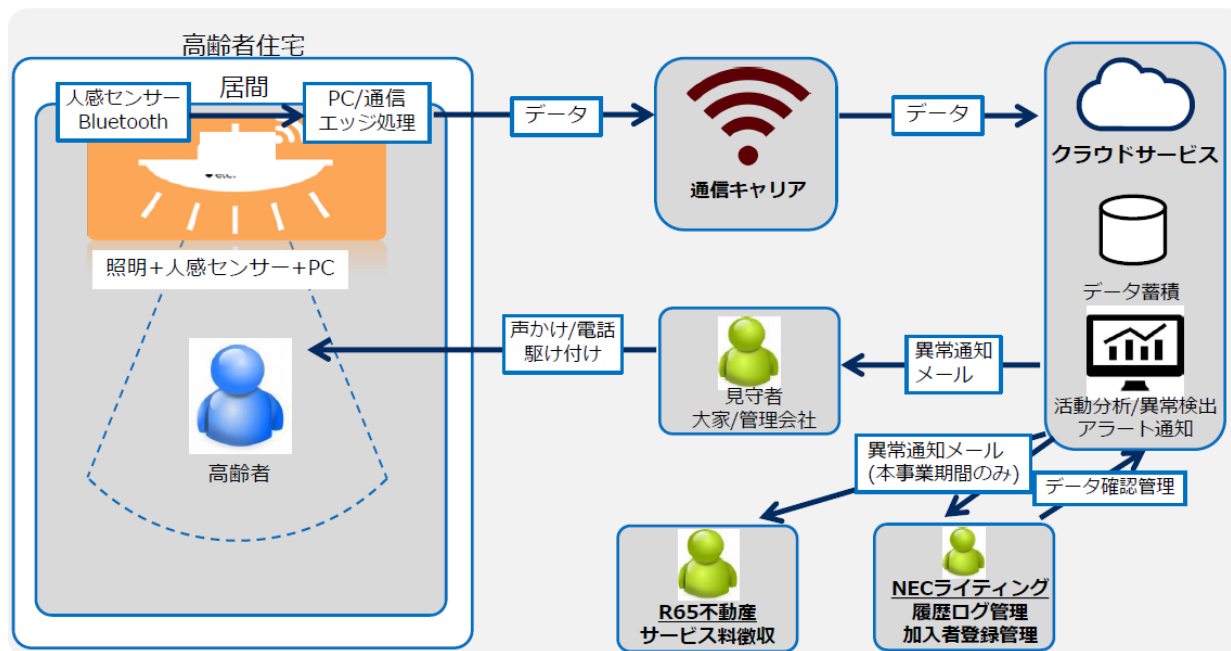 高齢者住宅
居間
人感センサー
Bluetooth
PC/通信
エッジ処理
etc.
照明+人感センサー+PC
高齢者
データ
通信キャリア
データ
クラウドサービス
データ蓄積
活動分析/異常検出
アラート通知
声かけ/電話
駆け付け
見守者
大家/管理会社
異常通知
メール
異常通知メール
(本事業期間のみ)
データ確認管理
R65不動産
サービス料徴収
NECライティング
履歴ログ管理
加入者登録管理